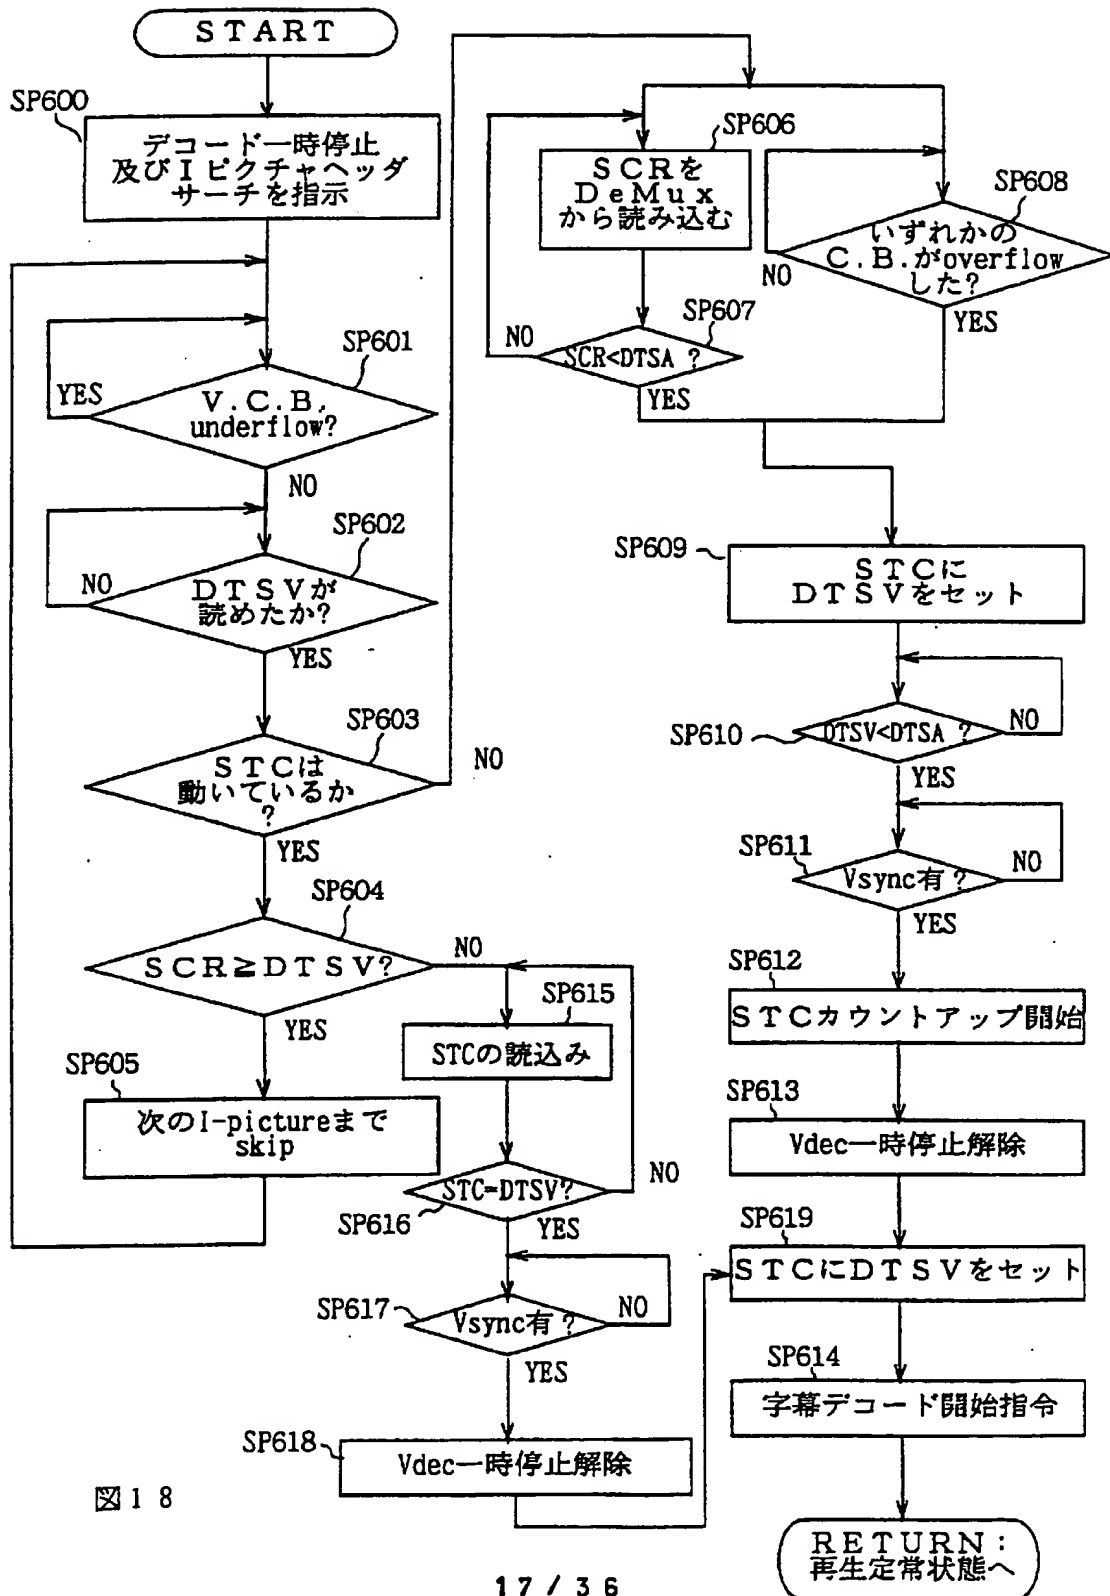 START
SP600
デコード一時停止
及びIピクチャヘッダ
サーチを指示
SP601
V.C.B.
underflow?
YES
NO
SP602
DTSVが
読めたか?
NO
YES
SP603
STCは
動いているか
?
NO
YES
SP604
SCR≧DTSV?
NO
YES
SP605
次のI-pictureまで
skip
SP606
SCRを
DeMux
から読み込む
SP607
SCR<DTSA ?
NO
YES
SP608
いずれかの
C.B.がoverflow
した?
NO
YES
SP609
STCに
DTSVをセット
SP610
DTSV<DTSA ?
NO
YES
SP611
Vsync有?
NO
YES
SP612
STCカウントアップ開始
SP613
Vdec一時停止解除
SP615
STCの読込み
SP616
STC=DTSV?
NO
YES
SP617
Vsync有?
NO
YES
SP618
Vdec一時停止解除
SP619
STCにDTSVをセット
SP614
字幕デコード開始指令
RETURN:
再生定常状態へ
図18
17/36